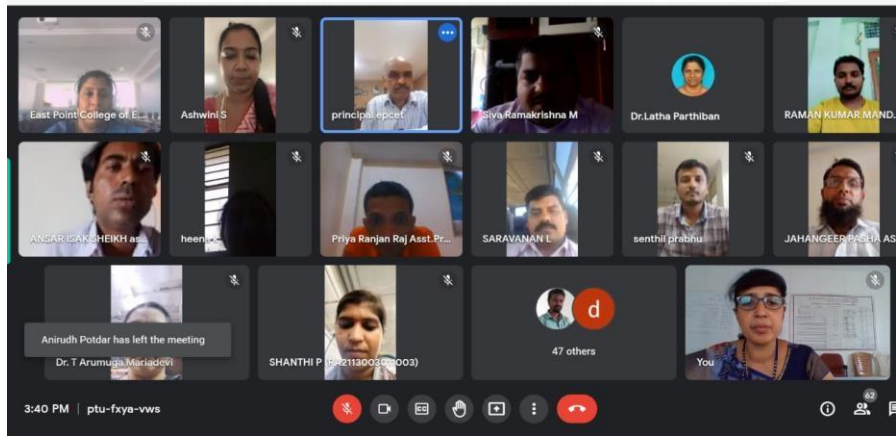 East Point College of E...
Ashwini S
principal epcet
Siva Ramakrishna M
Dr.Latha Parthiban
RAMAN KUMAR MAND...
ANSAR ISAK SHEIKH as...
heena
Priya Ranjan Raj Asst.Pr...
SARAVANAN L
senthil prabhu
JAHANGEER PASHA AS
Anirudh Potdar has left the meeting
Dr. T Arumuga Mariadevi
SHANTHI P
d
47 others
You
3:40 PM | ptu-fxya-vws
CC
62